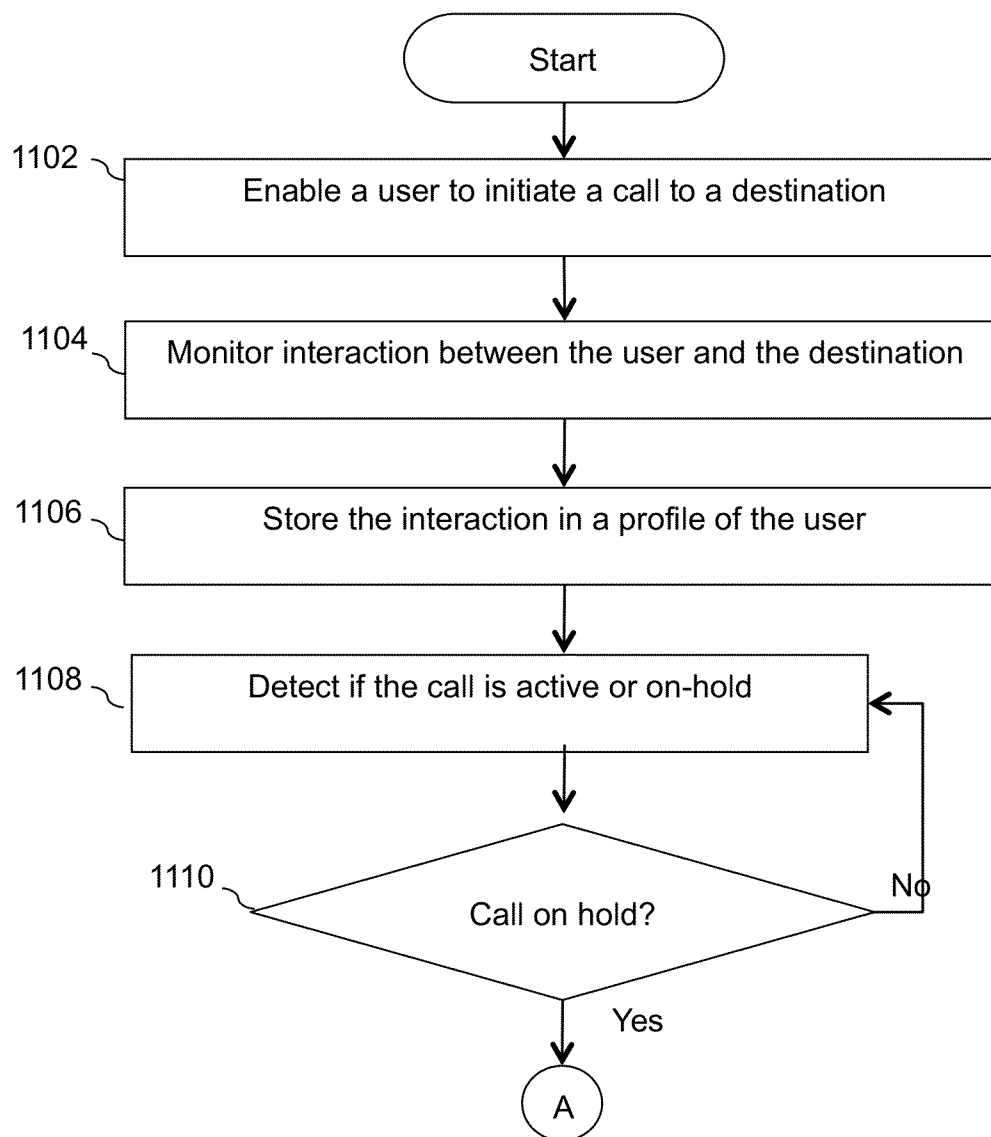 Start
1102
Enable a user to initiate a call to a destination
1104
Monitor interaction between the user and the destination
1106
Store the interaction in a profile of the user
1108
Detect if the call is active or on-hold
1110
Call on hold?
No
Yes
A